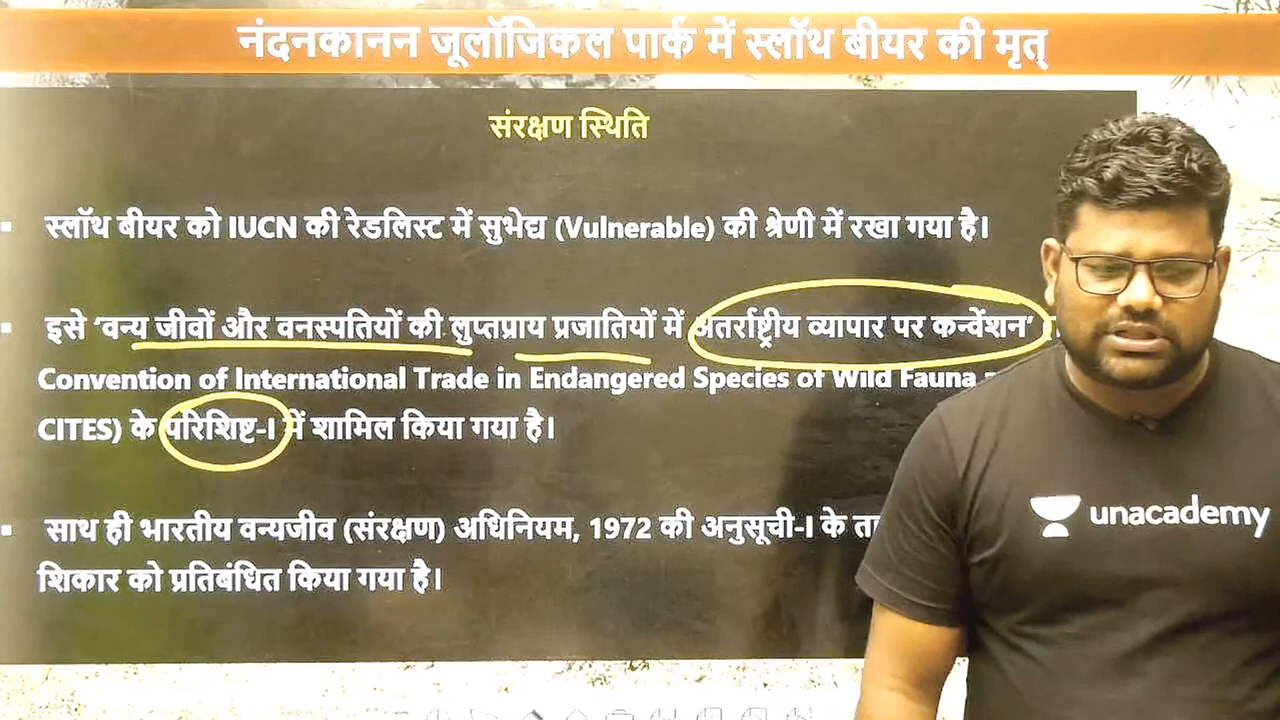 नंदनकानन जूलॉजिकल पार्क में स्लॉथ बीयर की मृत्
संरक्षण स्थिति
स्लॉथ बीयर को IUCN की रेडलिस्ट में सुभेद्य (Vulnerable) की श्रेणी में रखा गया है।
इसे ‘वन्य जीवों और वनस्पतियों की लुप्तप्राय प्रजातियों में अंतर्राष्ट्रीय व्यापार पर कन्वेंशन’
Convention of International Trade in Endangered Species of Wild Fauna
CITES) के परिशिष्ट-I में शामिल किया गया है।
साथ ही भारतीय वन्यजीव (संरक्षण) अधिनियम, 1972 की अनुसूची-I के
शिकार को प्रतिबंधित किया गया है।
unacademy